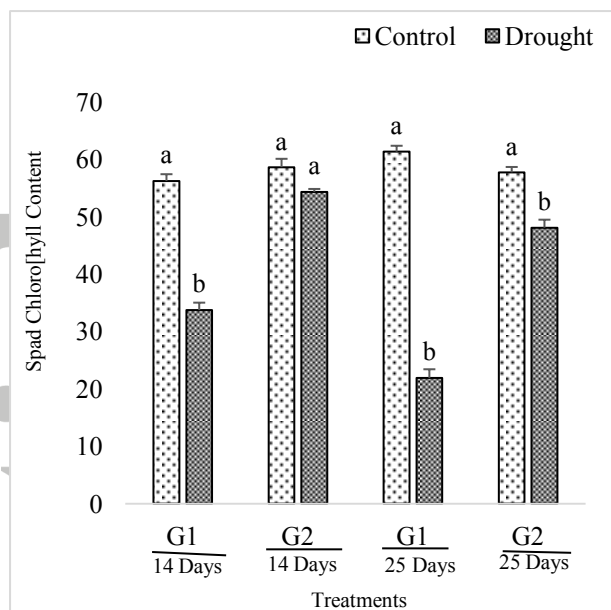 Control Drought
70
60
50
40
30
20
10
0
Spad Chloro[hyll Content
a
b
a
a
a
b
a
b
G1 G2 G1 G2
14 Days 14 Days 25 Days 25 Days
Treatments